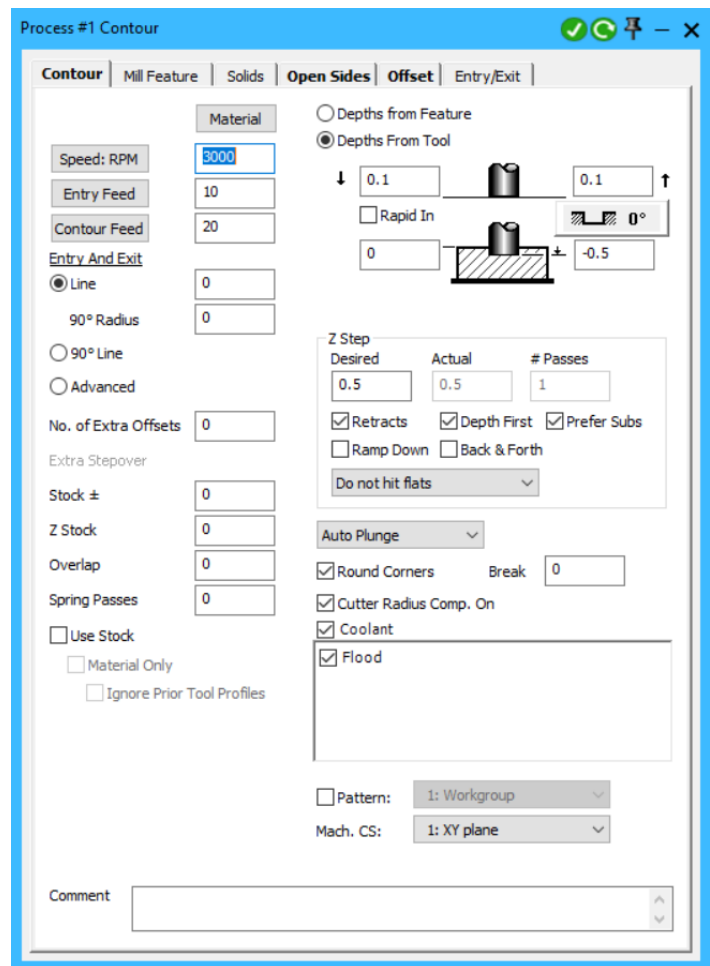 Process #1 Contour
Contour Mill Feature Solids Open Sides Offset Entry/Exit
Material
Speed: RPM 3000
Entry Feed 10
Contour Feed 20
Entry And Exit
Line 0
90° Radius 0
90° Line
Advanced
No. of Extra Offsets 0
Extra Stepover
Stock ± 0
Z Stock 0
Overlap 0
Spring Passes 0
Use Stock
Material Only
Ignore Prior Tool Profiles
Depths from Feature
Depths From Tool
0.1 0.1
Rapid In 0°
0 -0.5
Z Step
Desired Actual # Passes
0.5 0.5 1
Retracts Depth First Prefer Subs
Ramp Down Back & Forth
Do not hit flats
Auto Plunge
Round Corners Break 0
Cutter Radius Comp. On
Coolant
Flood
Pattern: 1: Workgroup
Mach. CS: 1: XY plane
Comment